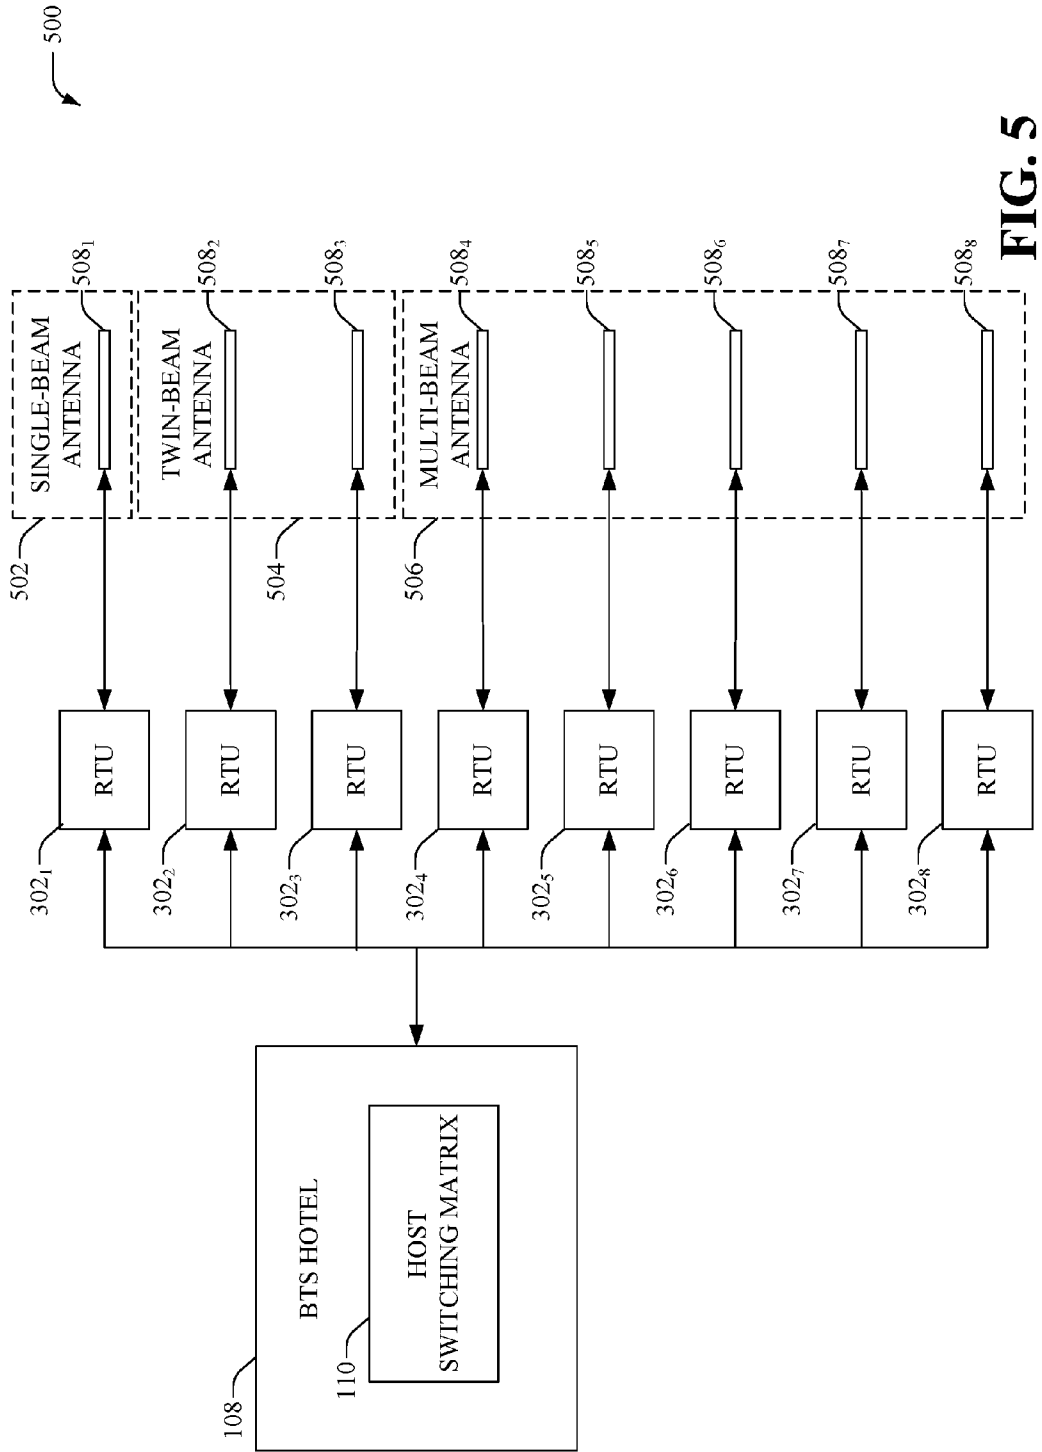 500
SINGLE-BEAM
ANTENNA
TWIN-BEAM
ANTENNA
MULTI-BEAM
ANTENNA
508₁
508₂
508₃
508₄
508₅
508₆
508₇
508₈
502
504
506
RTU
RTU
RTU
RTU
RTU
RTU
RTU
RTU
302₁
302₂
302₃
302₄
302₅
302₆
302₇
302₈
BTS HOTEL
HOST
SWITCHING MATRIX
108
110
FIG. 5